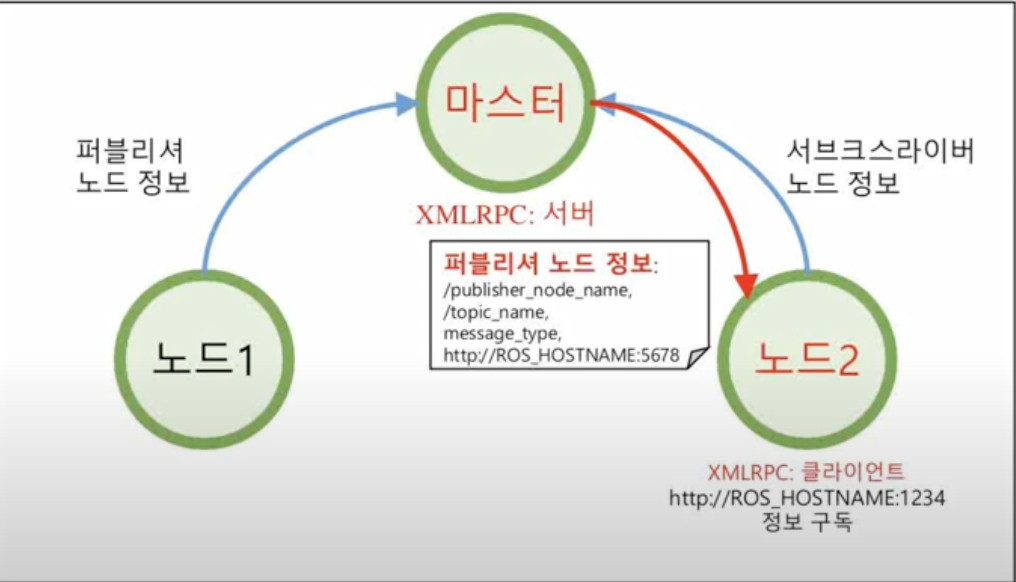 마스터
퍼블리셔
노드 정보
서브크스라이버
노드 정보
XMLRPC: 서버
퍼블리셔 노드 정보:
/publisher_node_name,
/topic_name,
message_type,
http://ROS_HOSTNAME:5678
노드1
노드2
XMLRPC: 클라이언트
http://ROS_HOSTNAME:1234
정보 구독